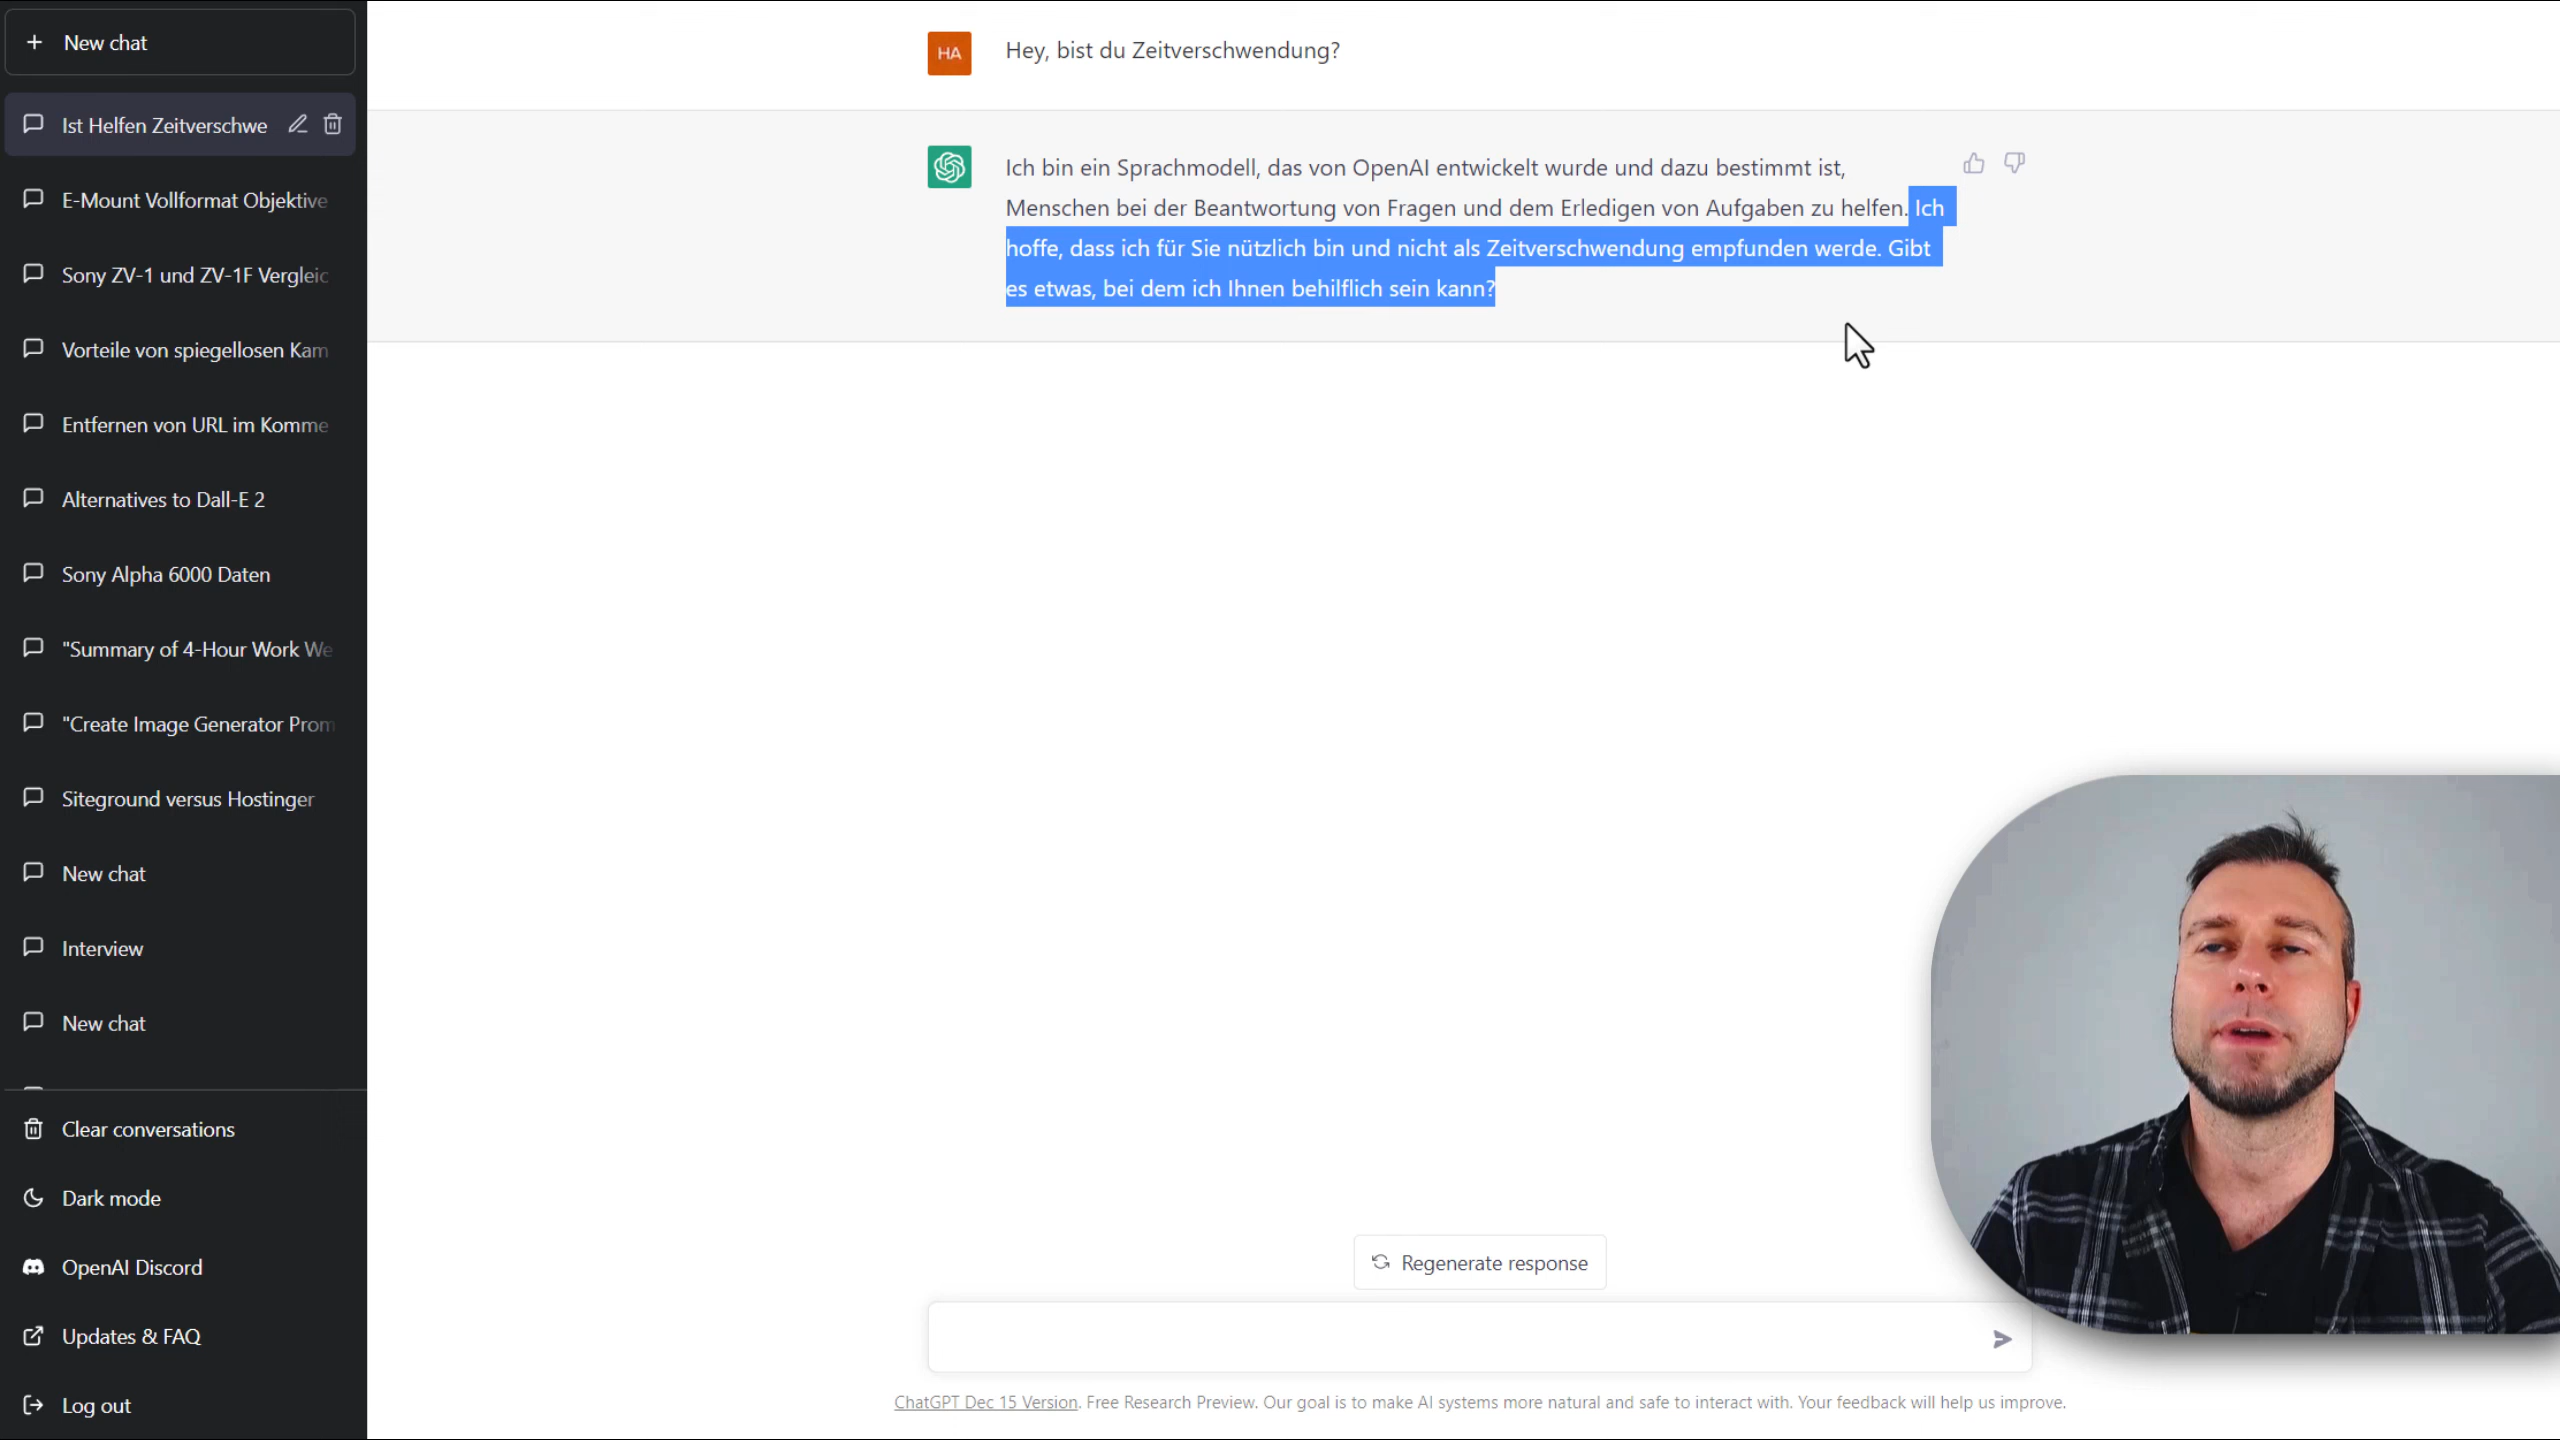 New chat
Ist Helfen Zeitverschwe
E-Mount Vollformat Objektive
Sony ZV-1 und ZV-1F Vergleic
Vorteile von spiegellosen Kam
Entfernen von URL im Komme
Alternatives to Dall-E 2
Sony Alpha 6000 Daten
"Summary of 4-Hour Work We
"Create Image Generator Prom
Siteground versus Hostinger
New chat
Interview
New chat
Clear conversations
Dark mode
OpenAI Discord
Updates & FAQ
Log out
HA
Hey, bist du Zeitverschwendung?
Ich bin ein Sprachmodell, das von OpenAI entwickelt wurde und dazu bestimmt ist,
Menschen bei der Beantwortung von Fragen und dem Erledigen von Aufgaben zu helfen. Ich
hoffe, dass ich für Sie nützlich bin und nicht als Zeitverschwendung empfunden werde. Gibt
es etwas, bei dem ich Ihnen behilflich sein kann?
Regenerate response
ChatGPT Dec 15 Version. Free Research Preview. Our goal is to make AI systems more natural and safe to interact with. Your feedback will help us improve.